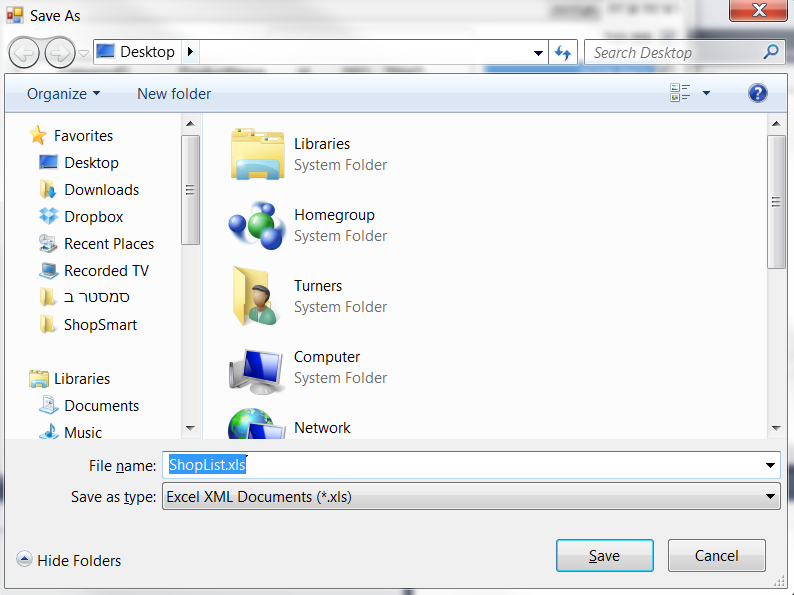 Save As
Desktop
Search Desktop
Organize
New folder
Favorites
Desktop
Downloads
Dropbox
Recent Places
Recorded TV
סמסטר ב
ShopSmart
Libraries
Documents
Music
Libraries
System Folder
Homegroup
System Folder
Turners
System Folder
Computer
System Folder
Network
File name: ShopList.xls
Save as type: Excel XML Documents (*.xls)
Hide Folders
Save
Cancel